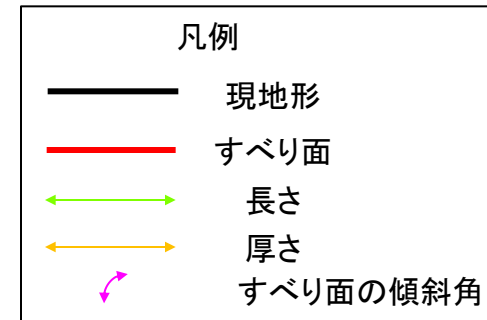 凡例
現地形
すべり面
長さ
厚さ
すべり面の傾斜角